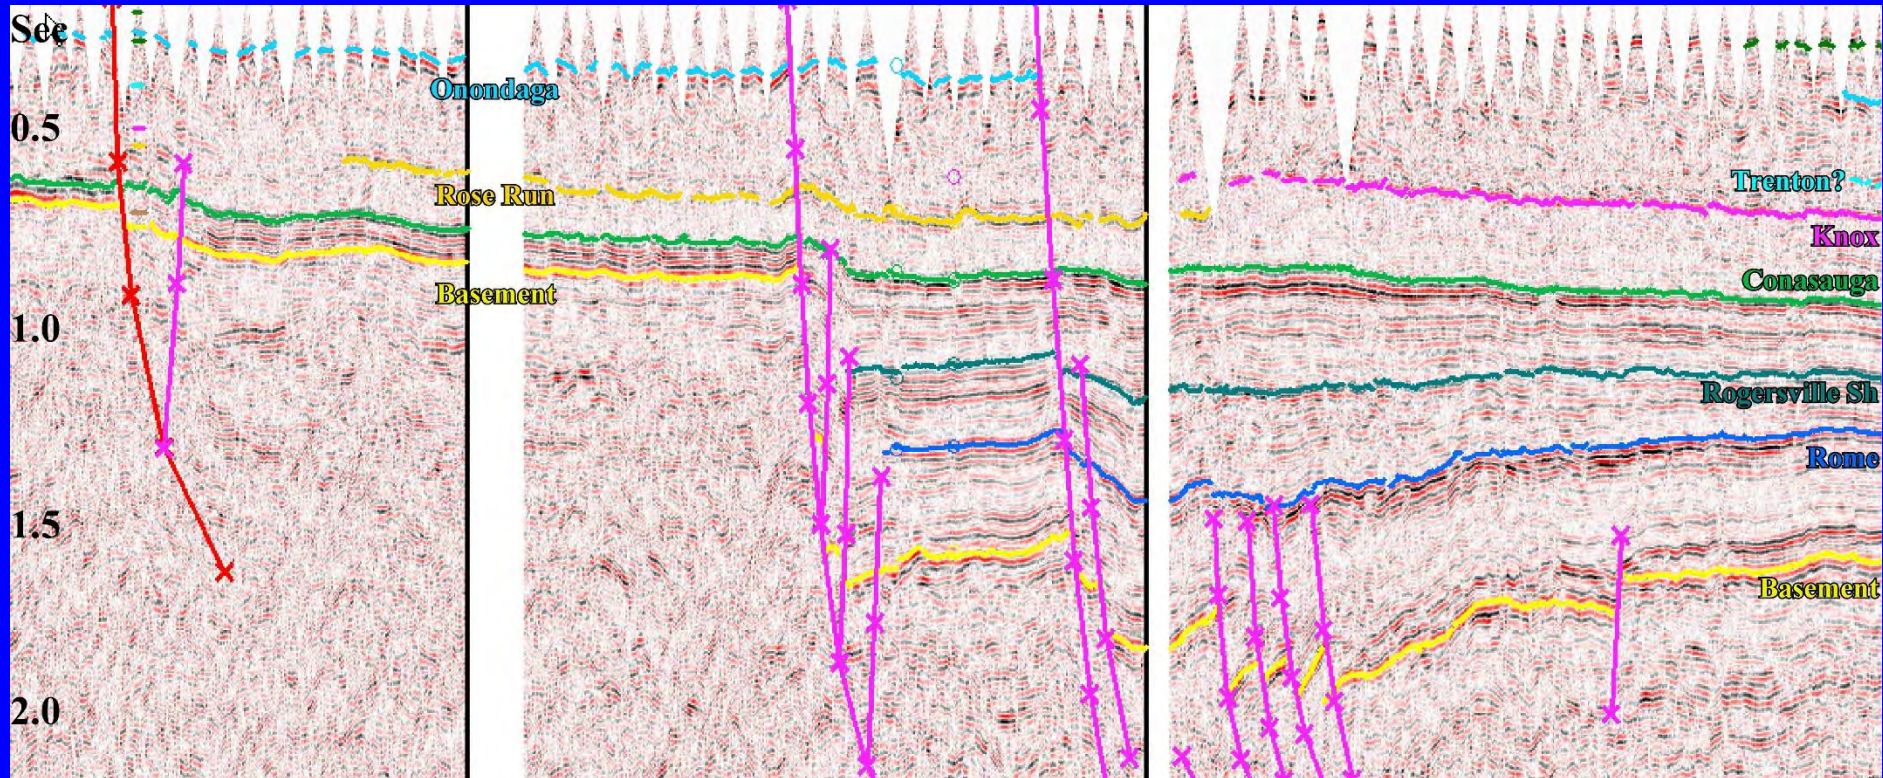 Sec
Onondaga
0.5
Trenton?
Rose Run
Knox
Conasauga
Basement
1.0
Rogersville Sh
Rome
1.5
Basement
2.0